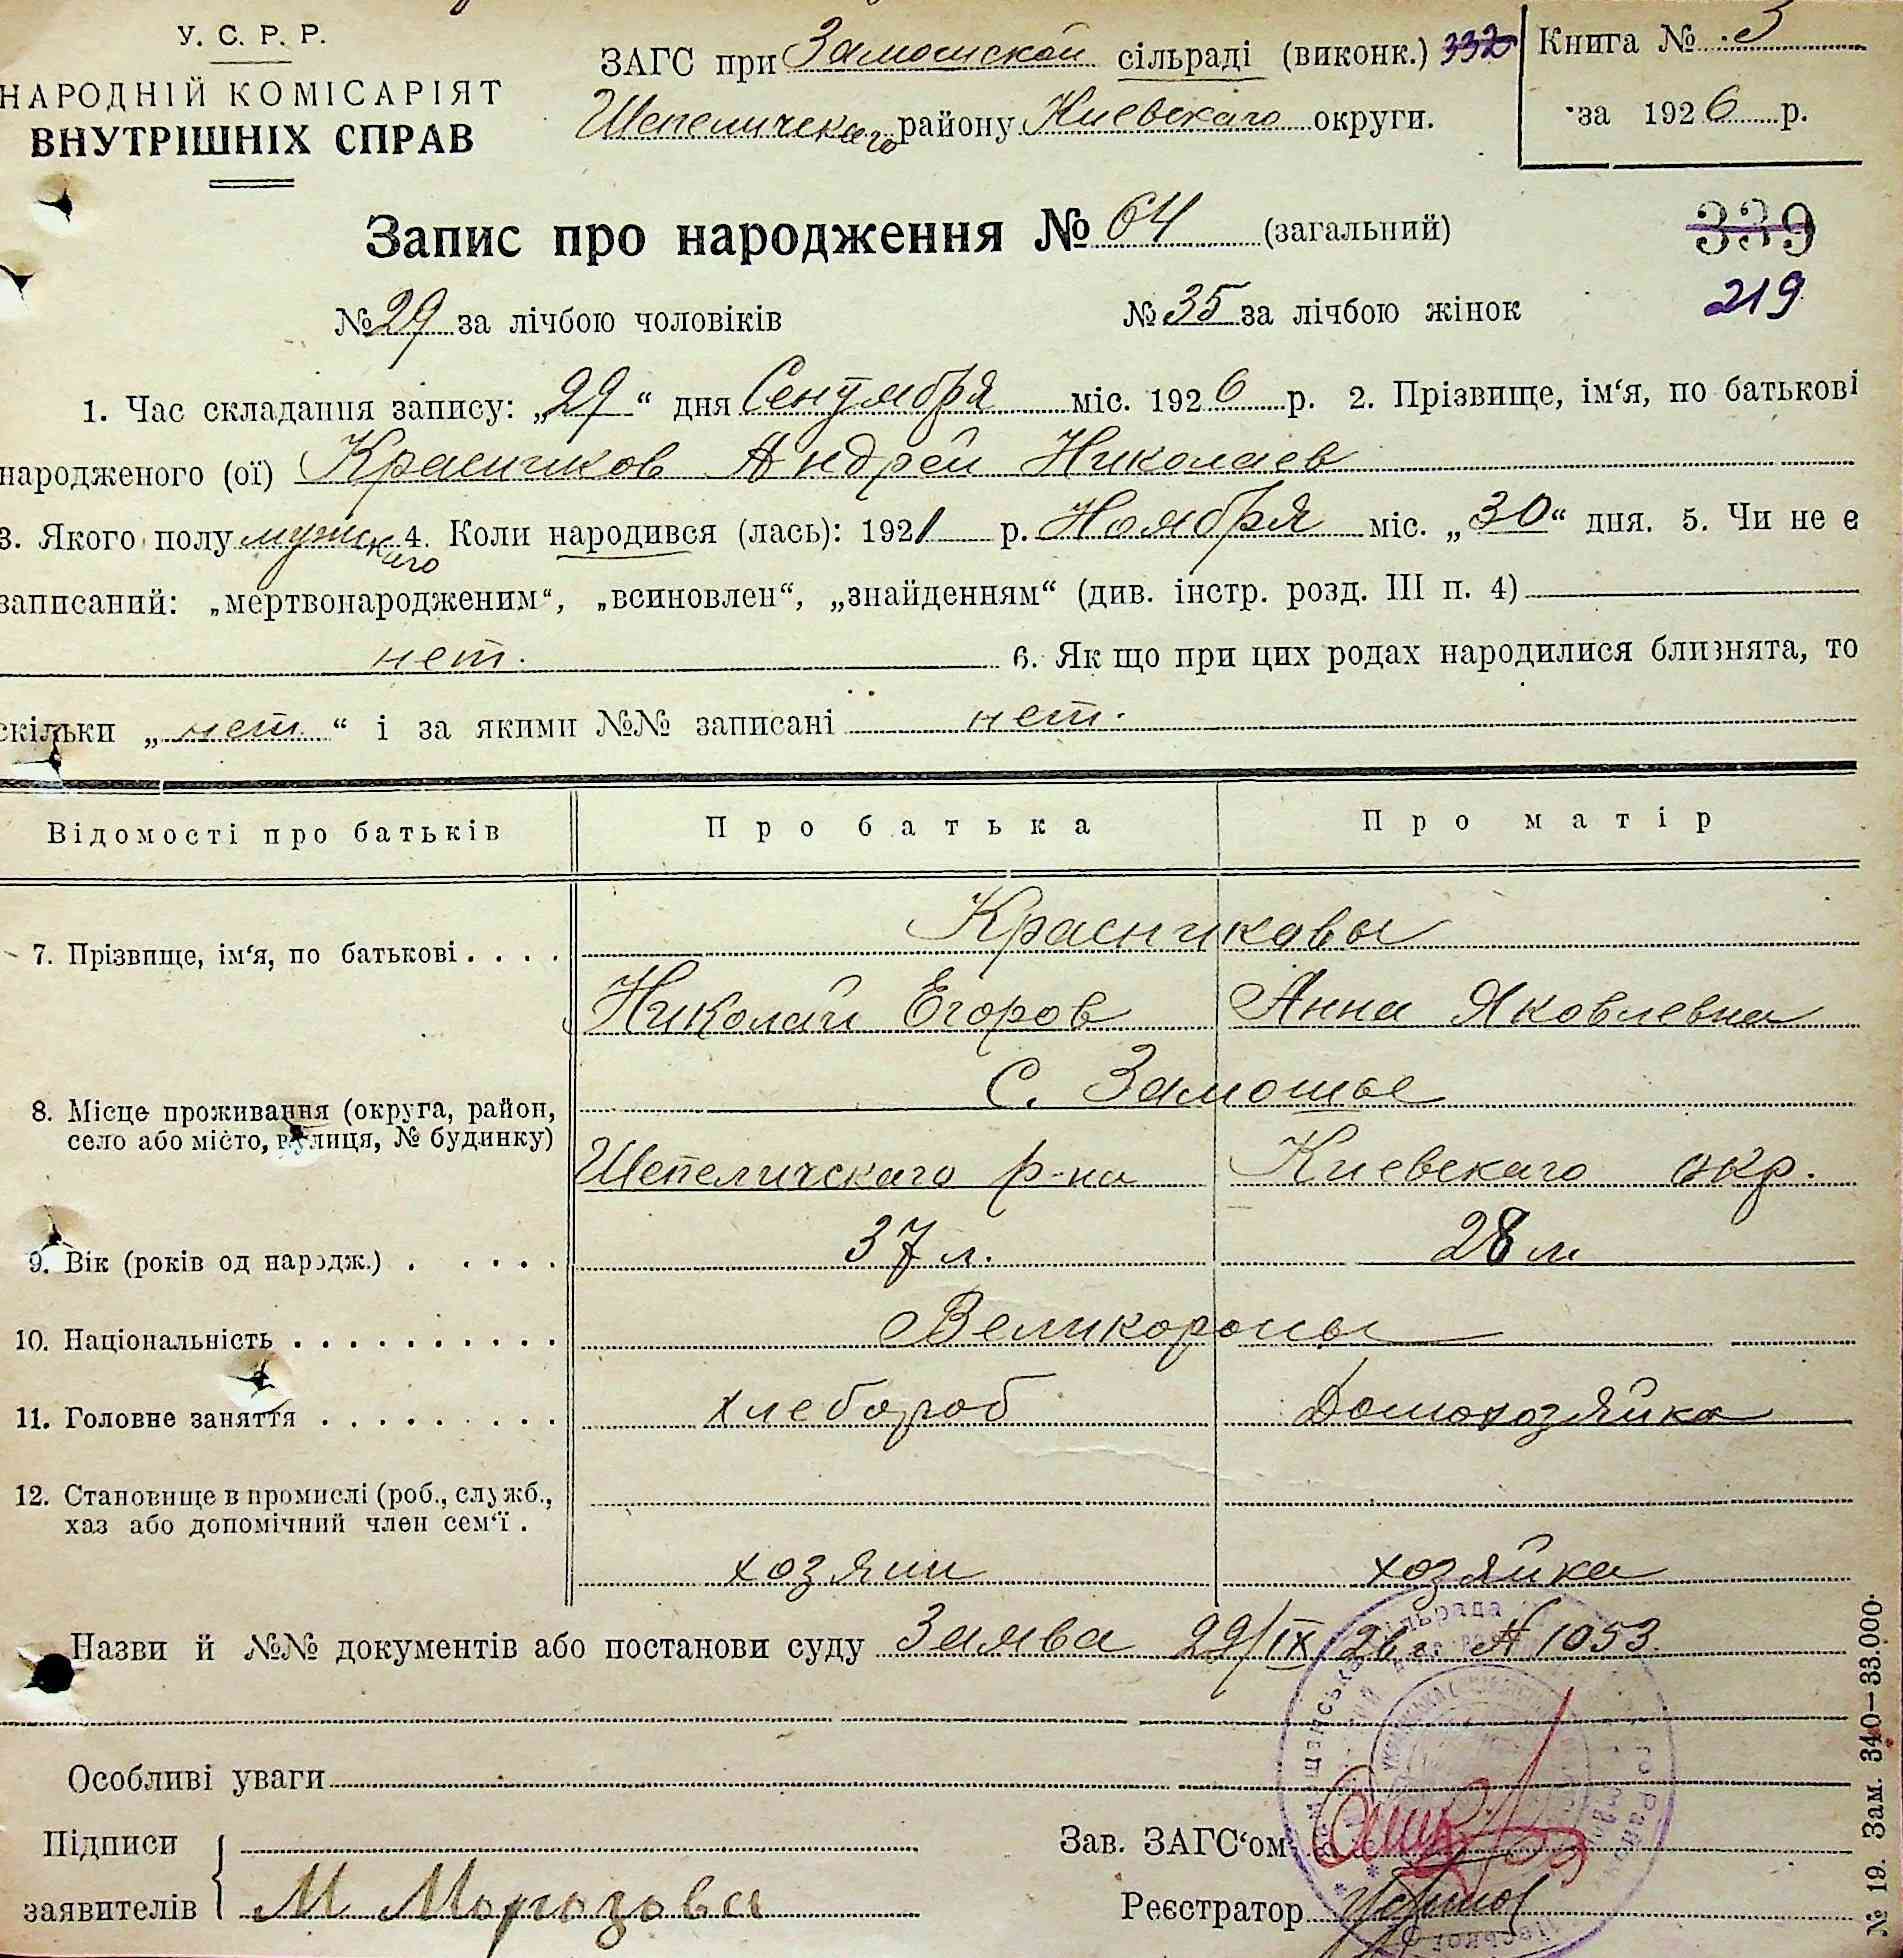 У. С. Р. Р.
НАРОДНІЙ КОМІСАРІЯТ
ВНУТРІШНІХ СПРАВ
ЗАГС при Замошской сільраді (виконк.) 332
Шепеличскаго району Киевскаго округи.
Книга № 3
за 1926 р.
Запис про народження № 64 (загальний)
339
№ 29 за лічбою чоловіків № 35 за лічбою жінок
219
1. Час складання запису: „29“ дня Сентября міс. 1926 р. 2. Прізвище, ім‘я, по батькові
народженого (ої) Красников Андрей Николаев
3. Якого полу мужскаго 4. Коли народився (лась): 1921 р. Ноября міс. „30“ дня. 5. Чи не є
записаний: „мертвонародженим“, „всиновлен“, „знайденням“ (див. інстр. розд. III п. 4)
нет. 6. Як що при цих родах народилися близнята, то
скільки „нет“ і за якими №№ записані нет.
Відомості про батьків Про батька Про матір
7. Прізвище, ім‘я, по батькові . . . . Красниковы
Николай Егоров Анна Яковлевна
8. Місце проживання (округа, район, село або місто, вулиця, № будинку) С. Замошье
Шепеличскаго р-на Киевскаго окр.
9. Вік (років од народж.) . . . . . . 37 л. 28 л.
10. Національність . . . . . . . . . . Великороссы
11. Головне заняття . . . . . . . . . хлебороб Домохозяйка
12. Становище в промислі (роб., служб.,
хаз або допомічний член сем‘ї .
хозяин хозяйка
Назви й №№ документів або постанови суду Заява 29/IX 26 г. № 1053.
Особливі уваги
Підписи
заявителів М Морозова
Зав. ЗАГС‘ом
Реєстратор
№ 19. Зам. 340—33.000.